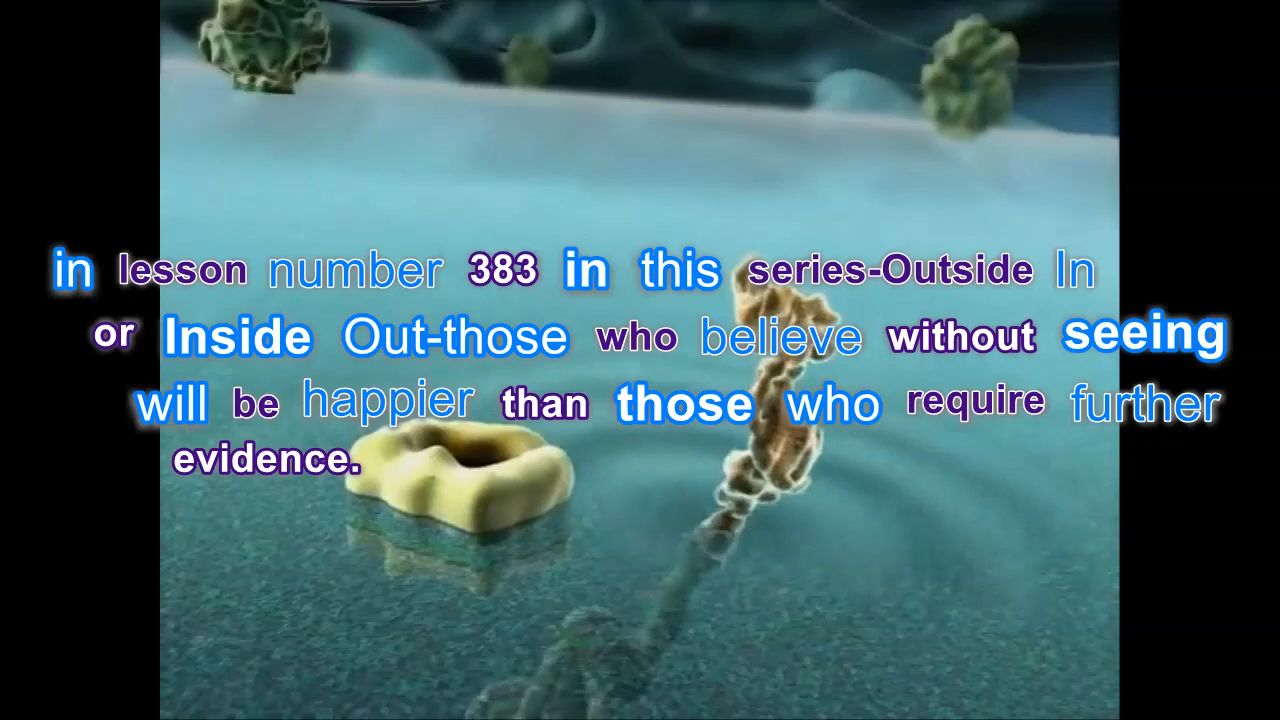 in lesson number 383 in this series-Outside In
or Inside Out-those who believe without seeing
will be happier than those who require further
evidence.